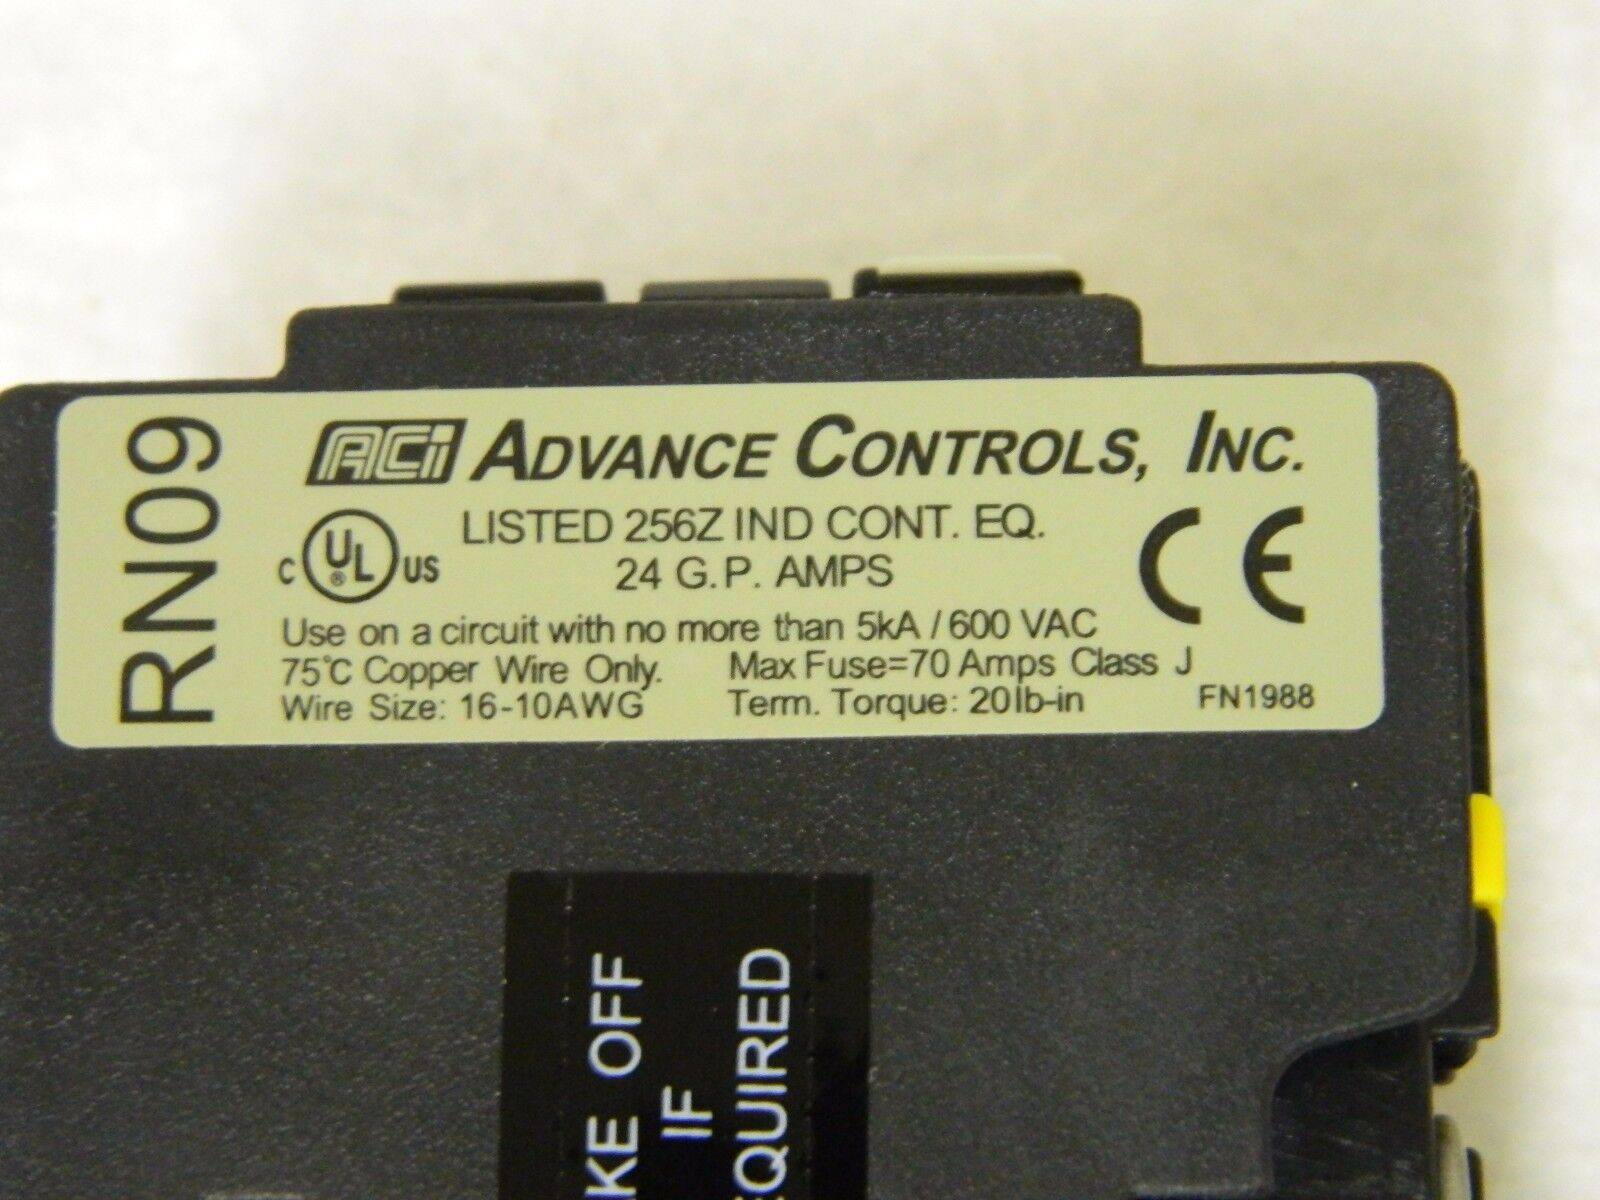 RN09
ACi ADVANCE CONTROLS, INC.
C UL ® US
LISTED 256Z IND CONT. EQ.
24 G.P. AMPS
CE
Use on a circuit with no more than 5kA / 600 VAC
75°C Copper Wire Only. Max Fuse=70 Amps Class J
Wire Size: 16-10AWG Term. Torque: 20lb-in FN1988
OFF
IF